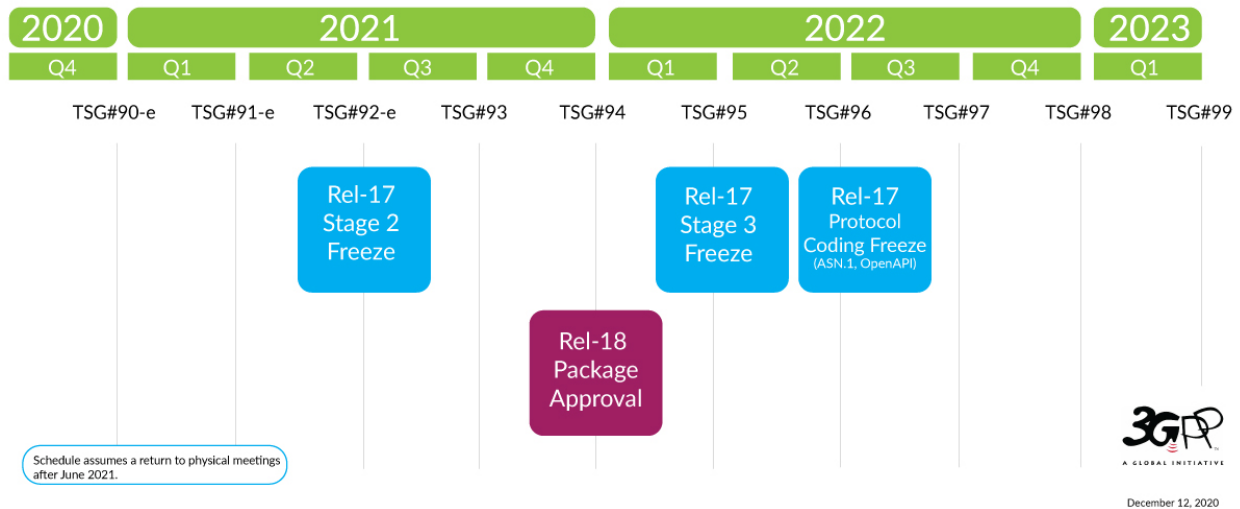 2020 2021 2022 2023
Q4 Q1 Q2 Q3 Q4 Q1 Q2 Q3 Q4 Q1
TSG#90-e TSG#91-e TSG#92-e TSG#93 TSG#94 TSG#95 TSG#96 TSG#97 TSG#98 TSG#99
Rel-17
Stage 2
Freeze
Rel-17
Stage 3
Freeze
Rel-17
Protocol
Coding Freeze
(ASN.1, OpenAPI)
Rel-18
Package
Approval
Schedule assumes a return to physical meetings
after June 2021.
3GPP
A GLOBAL INITIATIVE
December 12, 2020